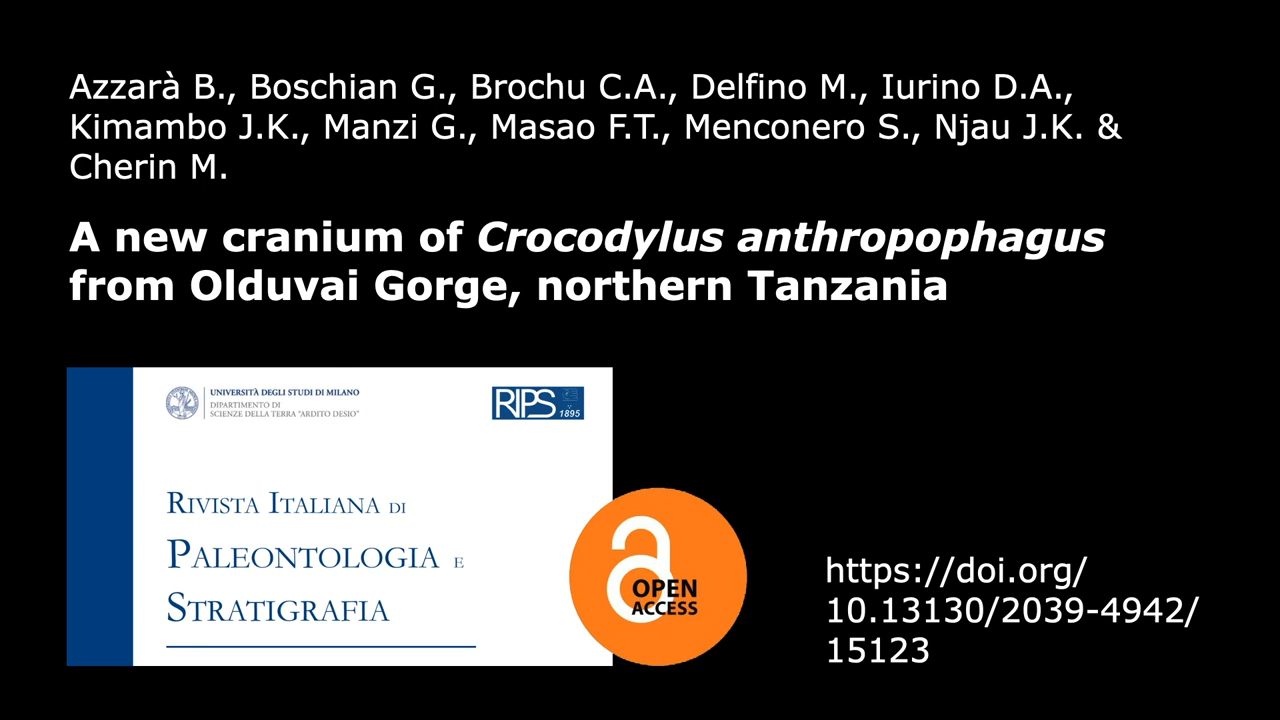 Azzarà B., Boschian G., Brochu C.A., Delfino M., Iurino D.A.,
Kimambo J.K., Manzi G., Masao F.T., Menconero S., Njau J.K. &
Cherin M.
A new cranium of Crocodylus anthropophagus
from Olduvai Gorge, northern Tanzania
UNIVERSITÀ DEGLI STUDI DI MILANO
DIPARTIMENTO DI
SCIENZE DELLA TERRA "ARDITO DESIO"
RIPS
1895
RIVISTA ITALIANA DI
PALEONTOLOGIA E
STRATIGRAFIA
OPEN
ACCESS
https://doi.org/
10.13130/2039-4942/
15123